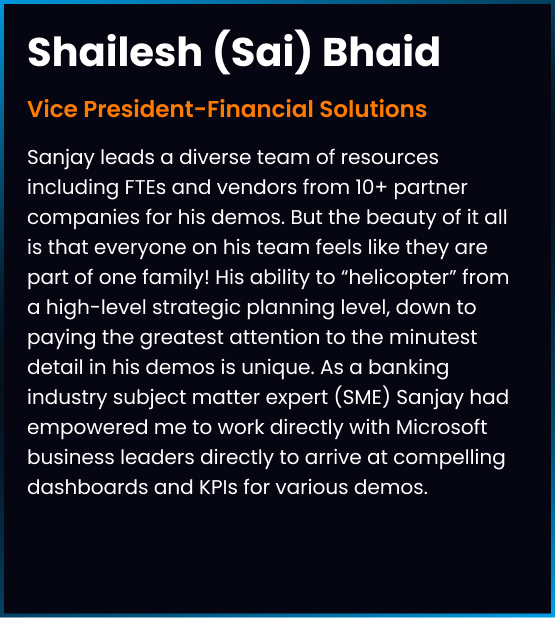 Shailesh (Sai) Bhaid
Vice President-Financial Solutions
Sanjay leads a diverse team of resources
including FTEs and vendors from 10+ partner
companies for his demos. But the beauty of it all
is that everyone on his team feels like they are
part of one family! His ability to “helicopter” from
a high-level strategic planning level, down to
paying the greatest attention to the minutest
detail in his demos is unique. As a banking
industry subject matter expert (SME) Sanjay had
empowered me to work directly with Microsoft
business leaders directly to arrive at compelling
dashboards and KPIs for various demos.